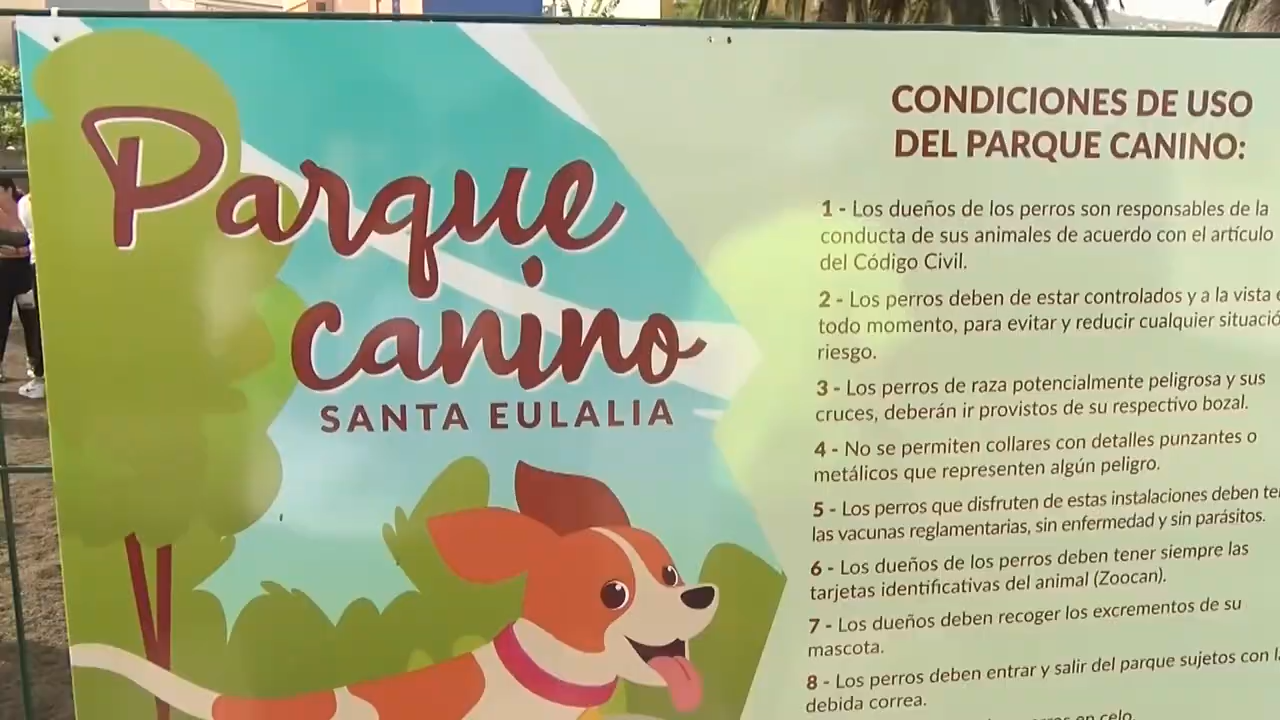 Parque
canino
SANTA EULALIA
CONDICIONES DE USO
DEL PARQUE CANINO:
1 - Los dueños de los perros son responsables de la
conducta de sus animales de acuerdo con el artículo
del Código Civil.
2 - Los perros deben de estar controlados y a la vista
todo momento, para evitar y reducir cualquier situació
riesgo.
3 - Los perros de raza potencialmente peligrosa y sus
cruces, deberán ir provistos de su respectivo bozal.
4 - No se permiten collares con detalles punzantes o
metálicos que representen algún peligro.
5 - Los perros que disfruten de estas instalaciones deben
las vacunas reglamentarias, sin enfermedad y sin parásitos.
6 - Los dueños de los perros deben tener siempre las
tarjetas identificativas del animal (Zoocan).
7 - Los dueños deben recoger los excrementos de su
mascota.
8 - Los perros deben entrar y salir del parque sujetos con
debida correa.
en celo.